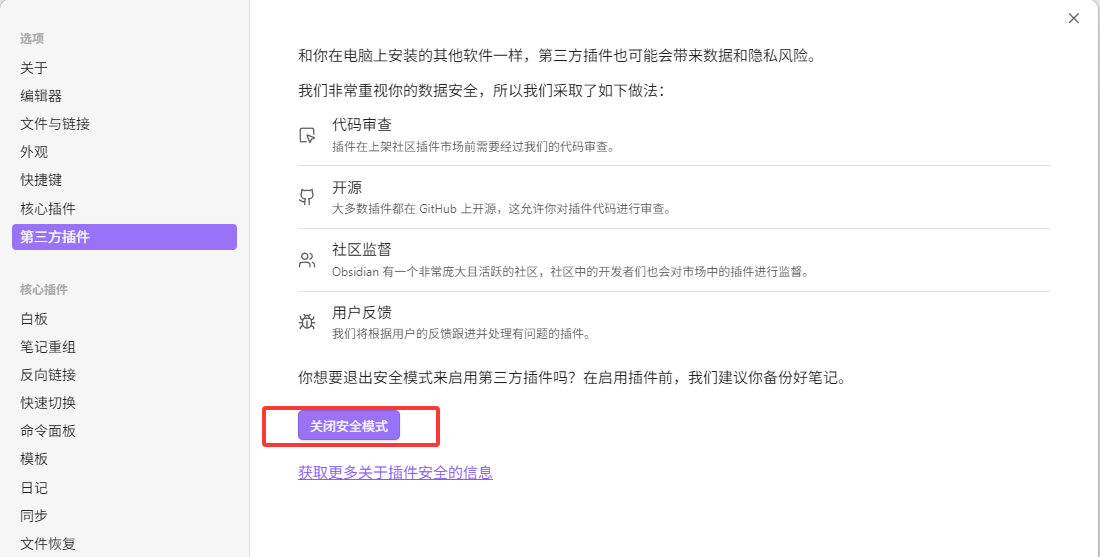 选项
关于
编辑器
文件与链接
外观
快捷键
核心插件
第三方插件
核心插件
白板
笔记重组
反向链接
快速切换
命令面板
模板
日记
同步
文件恢复
和你在电脑上安装的其他软件一样，第三方插件也可能会带来数据和隐私风险。
我们非常重视你的数据安全，所以我们采取了如下做法：
代码审查
插件在上架社区插件市场前需要经过我们的代码审查。
开源
大多数插件都在 GitHub 上开源，这允许你对插件代码进行审查。
社区监督
Obsidian 有一个非常庞大且活跃的社区，社区中的开发者们也会对市场中的插件进行监督。
用户反馈
我们将根据用户的反馈跟进并处理有问题的插件。
你想要退出安全模式来启用第三方插件吗？在启用插件前，我们建议你备份好笔记。
关闭安全模式
获取更多关于插件安全的信息